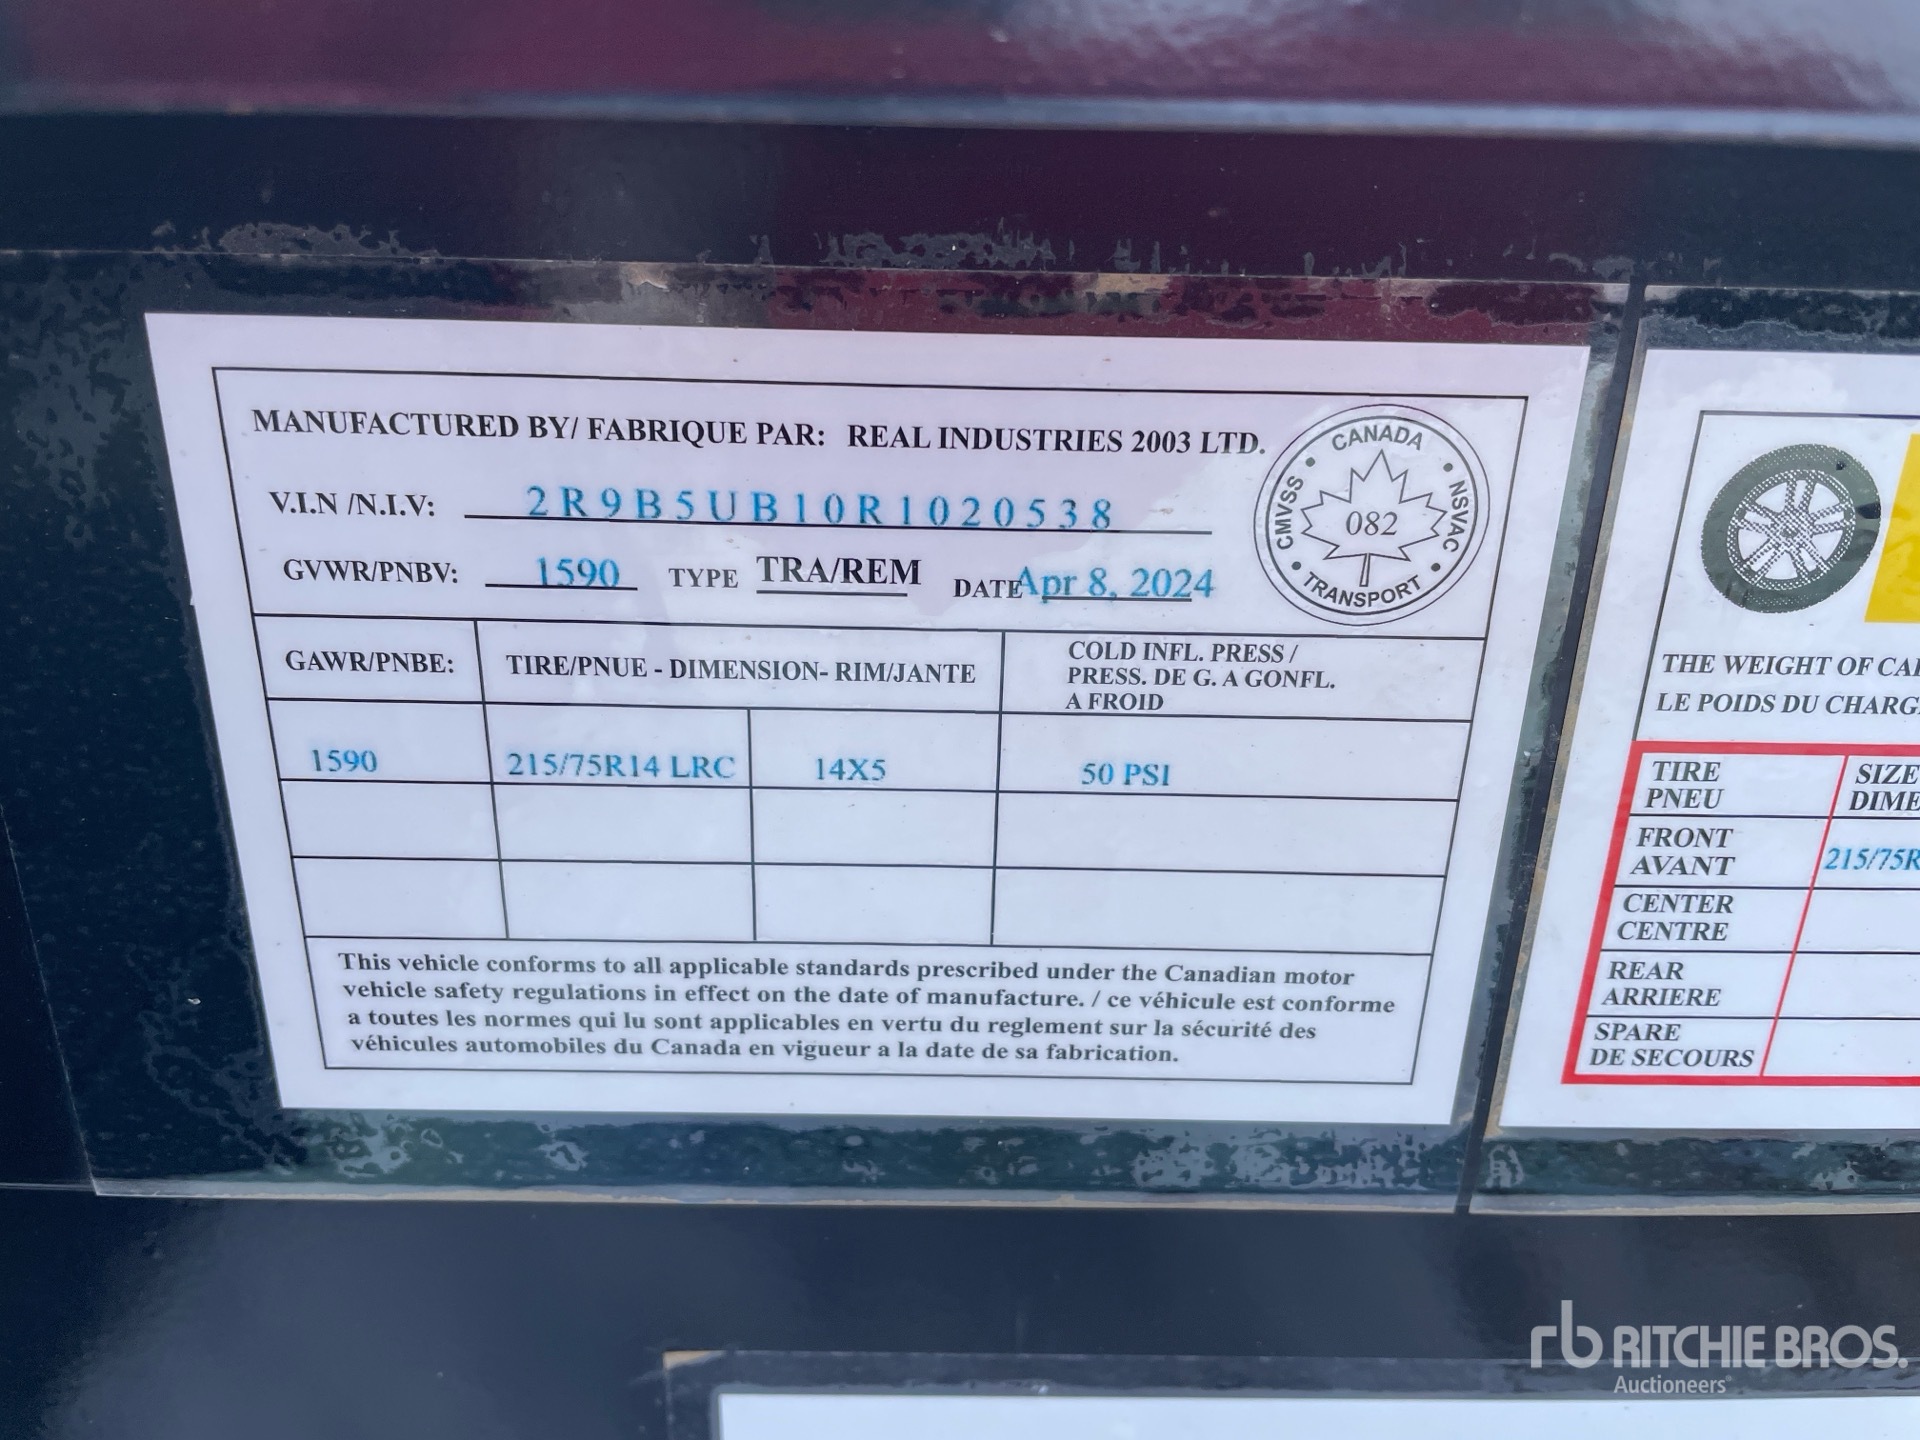 MANUFACTURED BY/ FABRIQUE PAR: REAL INDUSTRIES 2003 LTD.
V.I.N /N.I.V: 2R9B5UB10R1020538
GVWR/PNBV: 1590 TYPE TRA/REM DATE Apr 8, 2024
CANADA
CMVSS
NSVAC
082
TRANSPORT
GAWR/PNBE: TIRE/PNUE - DIMENSION- RIM/JANTE COLD INFL. PRESS /
PRESS. DE G. A GONFL.
A FROID
1590 215/75R14 LRC 14X5 50 PSI
This vehicle conforms to all applicable standards prescribed under the Canadian motor
vehicle safety regulations in effect on the date of manufacture. / ce véhicule est conforme
a toutes les normes qui lu sont applicables en vertu du reglement sur la sécurité des
véhicules automobiles du Canada en vigueur a la date de sa fabrication.
THE WEIGHT OF
LE POIDS DU
TIRE SIZE
PNEU
FRONT
AVANT 215/75R
CENTER
CENTRE
REAR
ARRIERE
SPARE
DE SECOURS
rb RITCHIE BROS.
Auctioneers